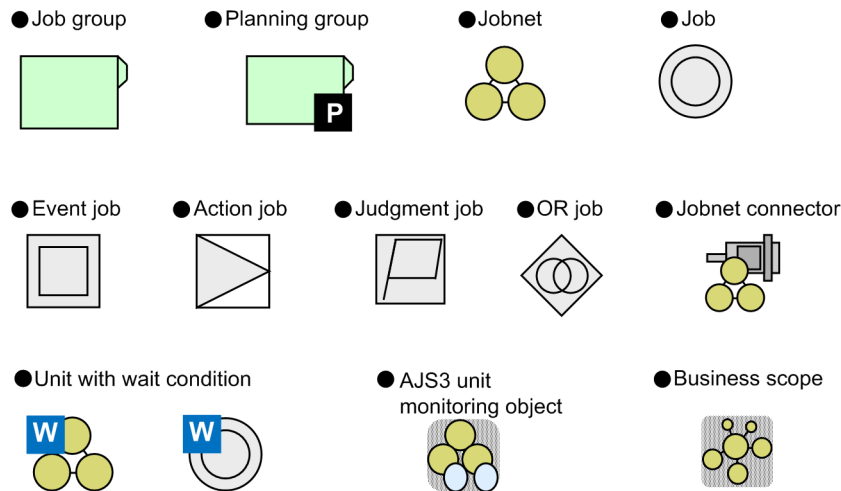 ● Job group
● Planning group
● Jobnet
● Job
P
● Event job
● Action job
● Judgment job
● OR job
● Jobnet connector
● Unit with wait condition
● AJS3 unit
monitoring object
● Business scope
W
W